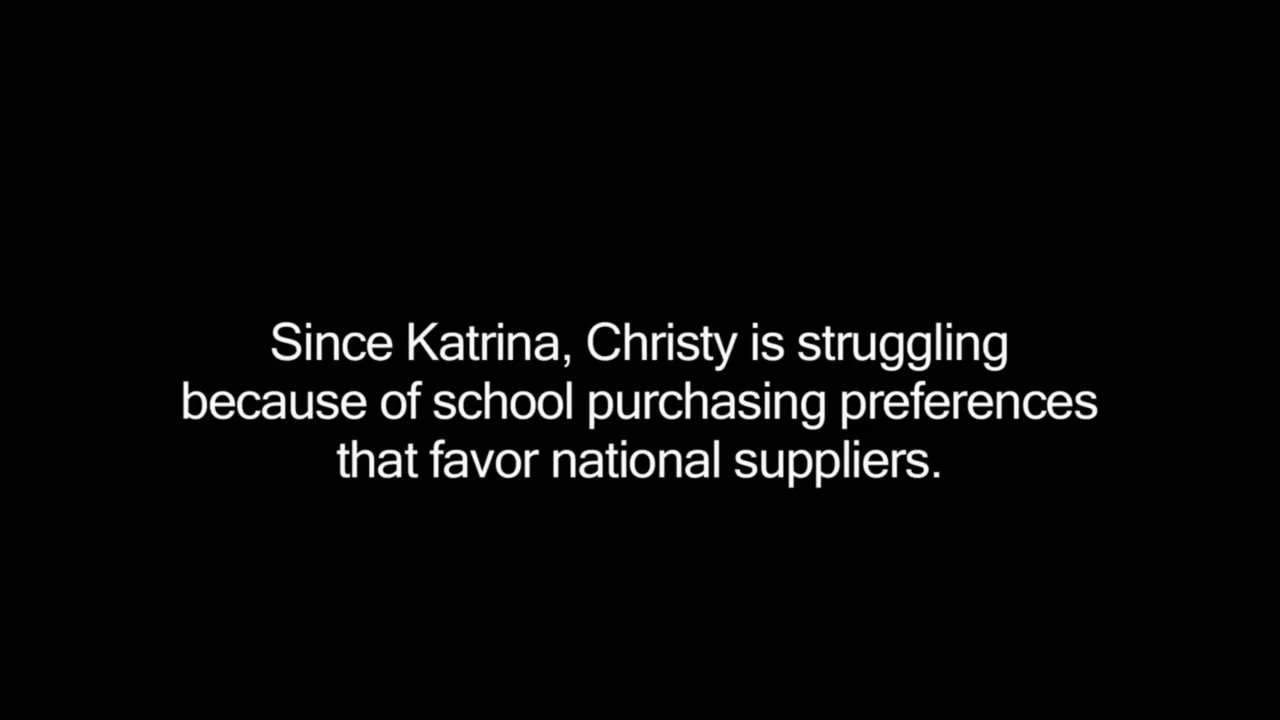 Since Katrina, Christy is struggling
because of school purchasing preferences
that favor national suppliers.